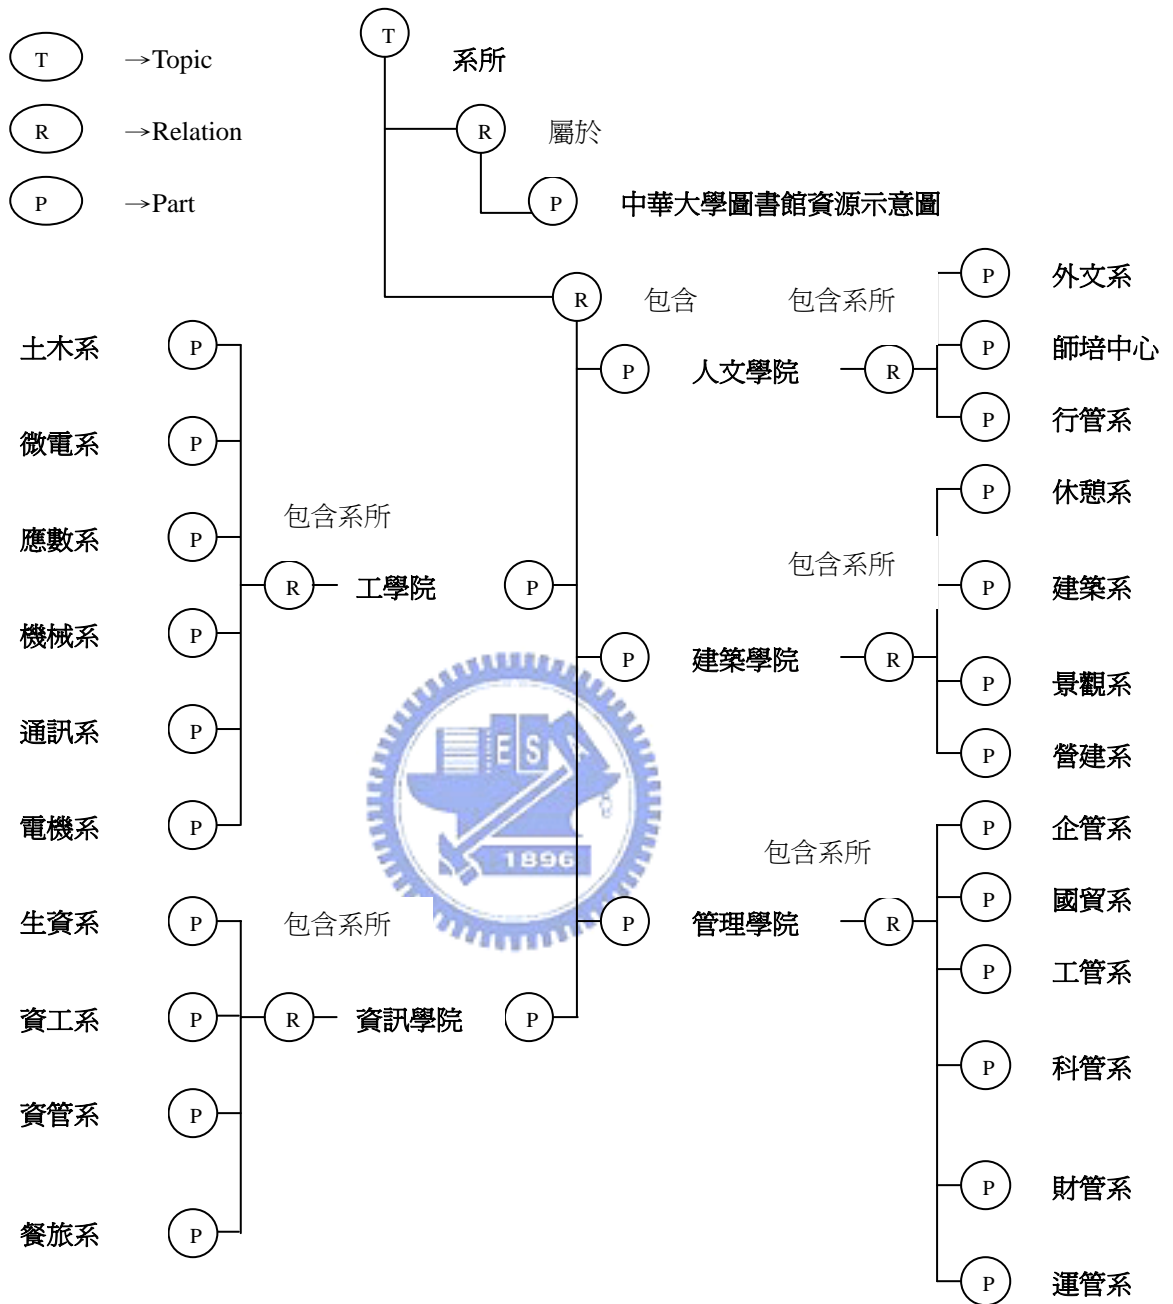 T →Topic
R →Relation
P →Part
T 系所
R 屬於
P 中華大學圖書館資源示意圖
R 包含
P 人文學院 R 包含系所
P 外文系
P 師培中心
P 行管系
P 工學院 R 包含系所
土木系 P
微電系 P
應數系 P
機械系 P
通訊系 P
電機系 P
P 建築學院 R 包含系所
P 休憩系
P 建築系
P 景觀系
P 營建系
P 管理學院 R 包含系所
P 企管系
P 國貿系
P 工管系
P 科管系
P 財管系
P 運管系
P 資訊學院 R 包含系所
生資系 P
資工系 P
資管系 P
餐旅系 P
E S
1896